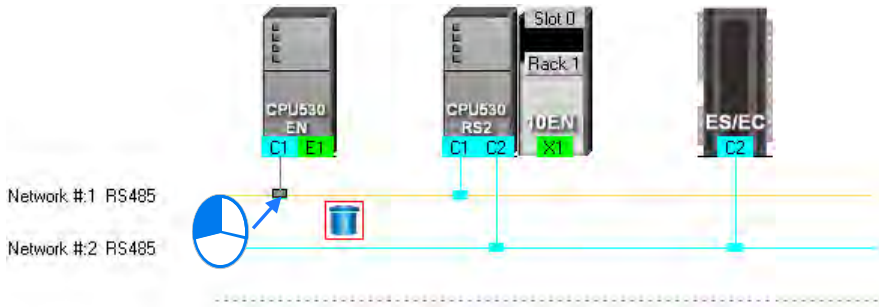 Slot 0
Rack 1
CPU530
EN
C1 E1
CPU530
RS2
C1 C2
10EN
X1
ES/EC
C2
Network #:1 RS485
Network #:2 RS485